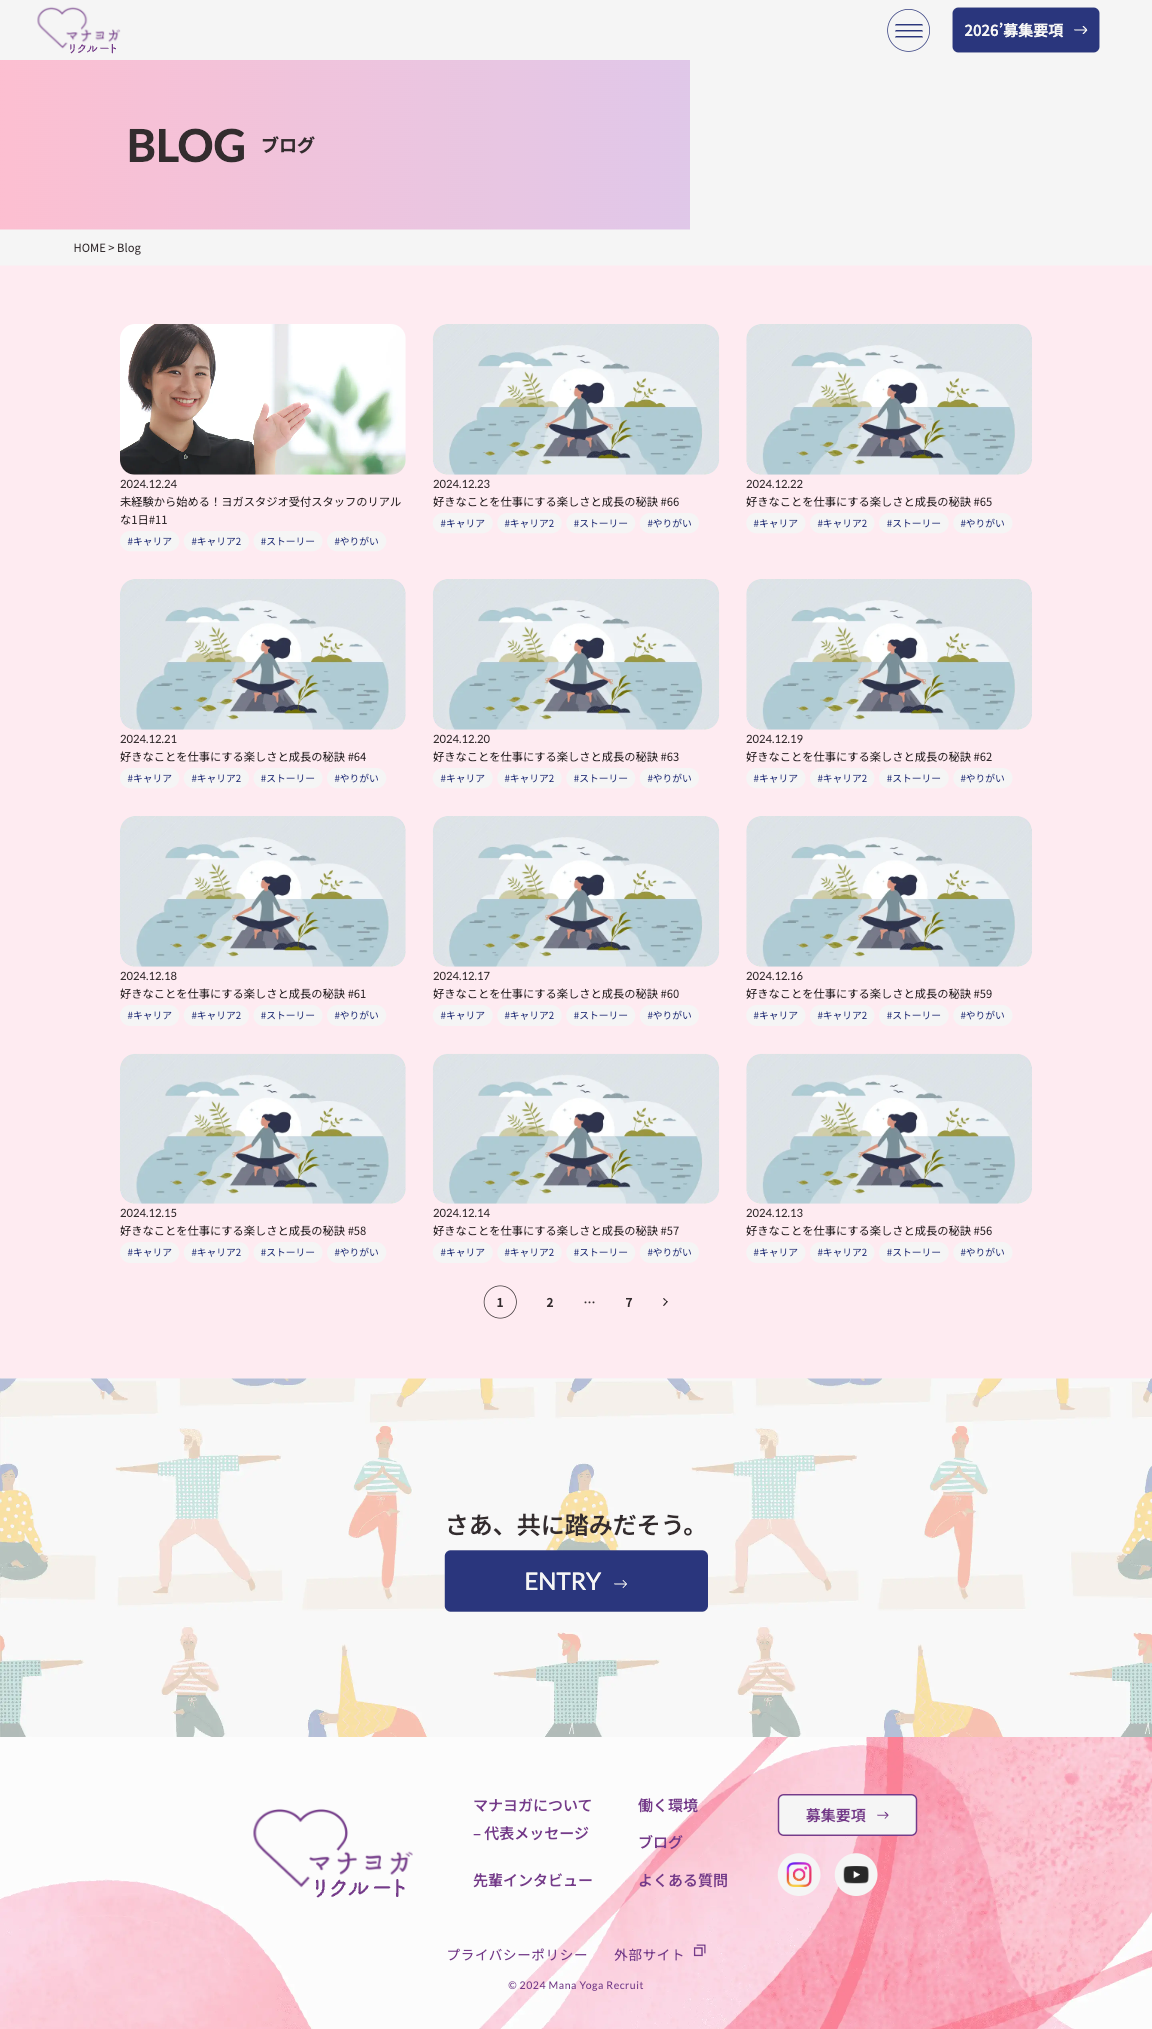 マナヨガ
リクルート
2026’募集要項 →
BLOG ブログ
HOME > Blog
2024.12.24
未経験から始める！ヨガスタジオ受付スタッフのリアル
な1日#11
#キャリア #キャリア2 #ストーリー #やりがい
2024.12.23
好きなことを仕事にする楽しさと成長の秘訣 #66
#キャリア #キャリア2 #ストーリー #やりがい
2024.12.22
好きなことを仕事にする楽しさと成長の秘訣 #65
#キャリア #キャリア2 #ストーリー #やりがい
2024.12.21
好きなことを仕事にする楽しさと成長の秘訣 #64
#キャリア #キャリア2 #ストーリー #やりがい
2024.12.20
好きなことを仕事にする楽しさと成長の秘訣 #63
#キャリア #キャリア2 #ストーリー #やりがい
2024.12.19
好きなことを仕事にする楽しさと成長の秘訣 #62
#キャリア #キャリア2 #ストーリー #やりがい
2024.12.18
好きなことを仕事にする楽しさと成長の秘訣 #61
#キャリア #キャリア2 #ストーリー #やりがい
2024.12.17
好きなことを仕事にする楽しさと成長の秘訣 #60
#キャリア #キャリア2 #ストーリー #やりがい
2024.12.16
好きなことを仕事にする楽しさと成長の秘訣 #59
#キャリア #キャリア2 #ストーリー #やりがい
2024.12.15
好きなことを仕事にする楽しさと成長の秘訣 #58
#キャリア #キャリア2 #ストーリー #やりがい
2024.12.14
好きなことを仕事にする楽しさと成長の秘訣 #57
#キャリア #キャリア2 #ストーリー #やりがい
2024.12.13
好きなことを仕事にする楽しさと成長の秘訣 #56
#キャリア #キャリア2 #ストーリー #やりがい
1 2 … 7 >
さあ、共に踏みだそう。
ENTRY →
マナヨガ
リクルート
マナヨガについて
– 代表メッセージ
先輩インタビュー
働く環境
ブログ
よくある質問
募集要項 →
プライバシーポリシー 外部サイト
© 2024 Mana Yoga Recruit